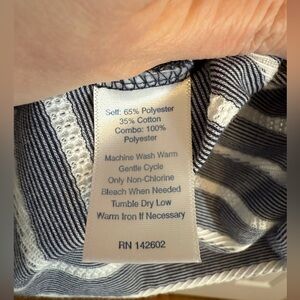 Self: 65% Polyester
35% Cotton
Combo: 100%
Polyester
Machine Wash Warm
Gentle Cycle
Only Non-Chlorine
Bleach When Needed
Tumble Dry Low
Warm Iron If Necessary
RN 142602